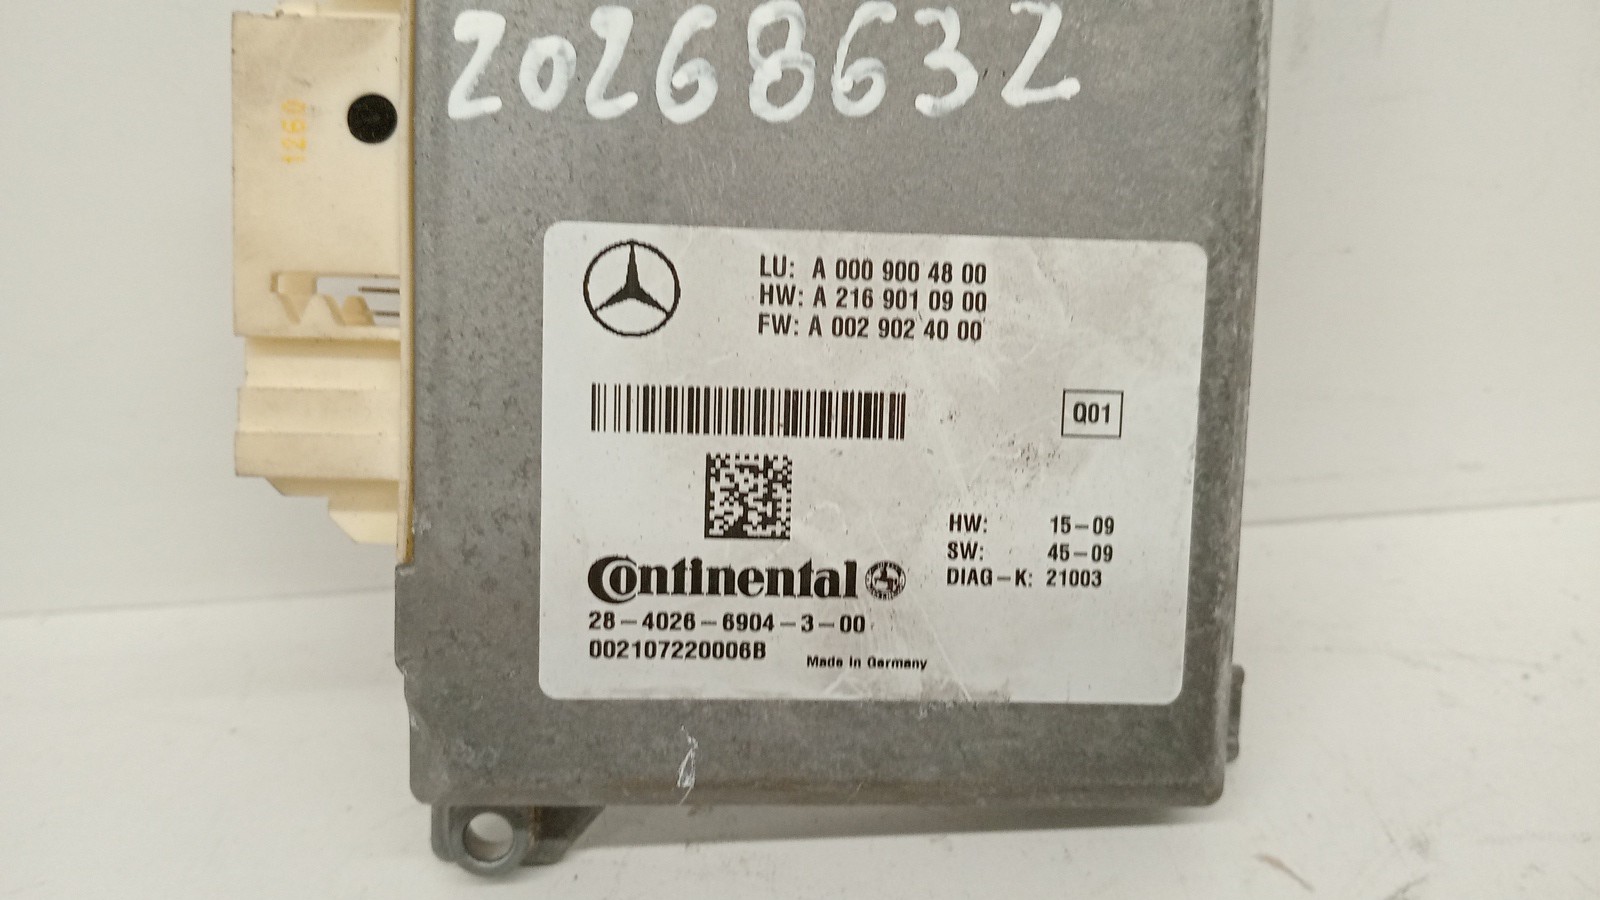 20268632
1260
LU: A 000 900 48 00
HW: A 216 901 09 00
FW: A 002 902 40 00
Q01
HW: 15-09
SW: 45-09
DIAG-K: 21003
Continental
28-4026-6904-3-00
002107220006B
Made in Germany